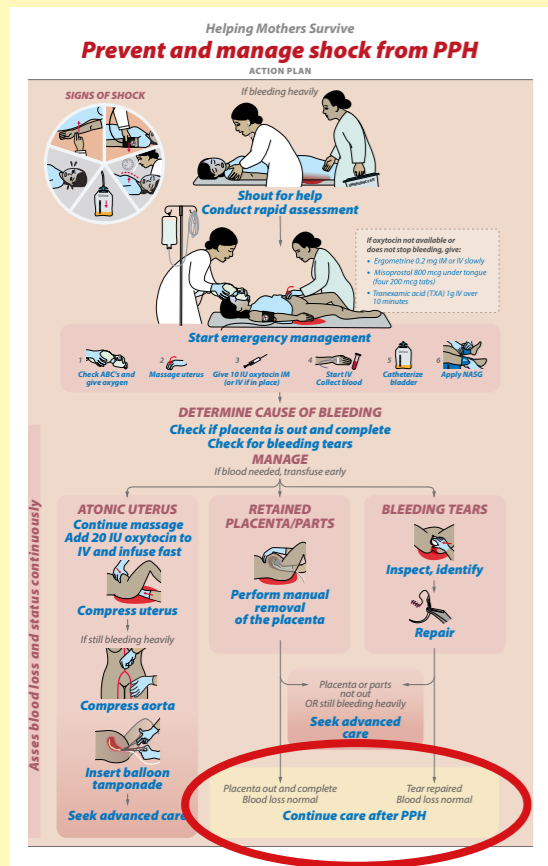 Helping Mothers Survive
Prevent and manage shock from PPH
ACTION PLAN
SIGNS OF SHOCK
If bleeding heavily
Shout for help
Conduct rapid assessment
If oxytocin not available or
does not stop bleeding, give:
• Ergometrine 0.2 mg IM or IV slowly
• Misoprostol 800 mcg under tongue
(four 200 mcg tabs)
• Tranexamic acid (TXA) 1g IV over
10 minutes
Start emergency management
1
Check ABC's and
give oxygen
2
Massage uterus
3
Give 10 IU oxytocin IM
(or IV if in place)
4
Start IV
Collect blood
5
Catheterize
bladder
6
Apply NASG
DETERMINE CAUSE OF BLEEDING
Check if placenta is out and complete
Check for bleeding tears
MANAGE
If blood needed, transfuse early
Asses blood loss and status continuously
ATONIC UTERUS
Continue massage
Add 20 IU oxytocin to
IV and infuse fast
Compress uterus
If still bleeding heavily
Compress aorta
Insert balloon
tamponade
Seek advanced care
RETAINED
PLACENTA/PARTS
Perform manual
removal
of the placenta
BLEEDING TEARS
Inspect, identify
Repair
Placenta or parts
not out
OR still bleeding heavily
Seek advanced
care
Placenta out and complete
Blood loss normal
Tear repaired
Blood loss normal
Continue care after PPH